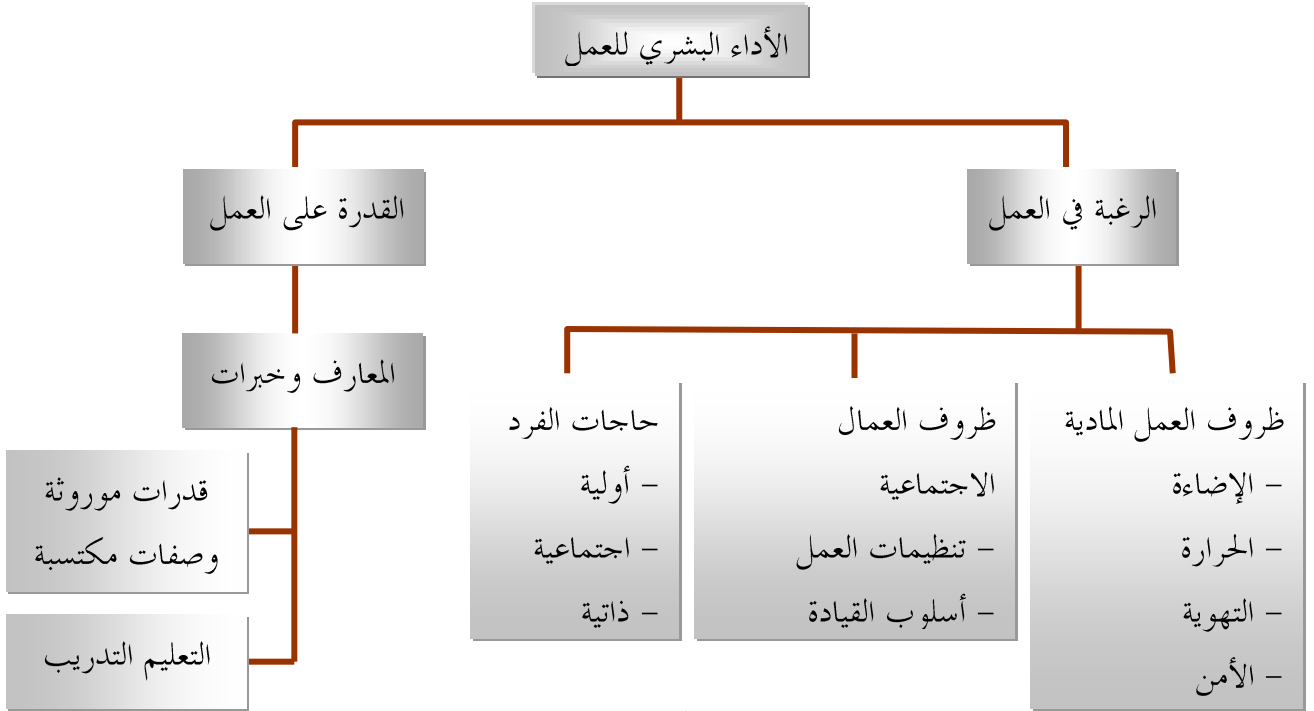 الأداء البشري للعمل
الرغبة في العمل
القدرة على العمل
ظروف العمل المادية
– الإضاءة
– الحرارة
– التهوية
– الأمن
ظروف العمال
الاجتماعية
– تنظيمات العمل
– أسلوب القيادة
حاجات الفرد
– أولية
– اجتماعية
– ذاتية
المعارف وخبرات
قدرات موروثة
وصفات مكتسبة
التعليم التدريب